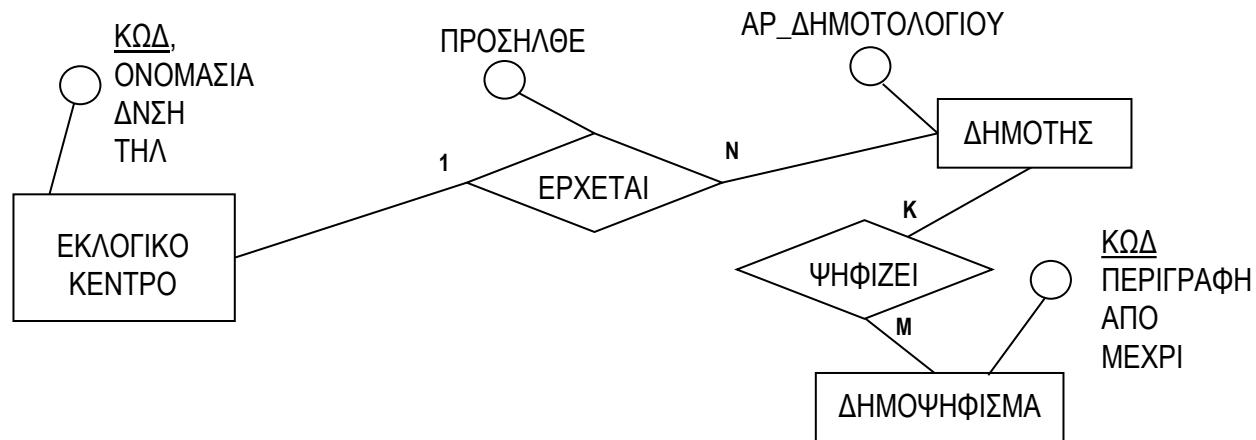 ΚΩΔ,
ΟΝΟΜΑΣΙΑ
ΔΝΣΗ
ΤΗΛ
ΠΡΟΣΗΛΘΕ
ΑΡ_ΔΗΜΟΤΟΛΟΓΙΟΥ
ΔΗΜΟΤΗΣ
1
N
ΕΡΧΕΤΑΙ
ΕΚΛΟΓΙΚΟ
ΚΕΝΤΡΟ
K
ΨΗΦΙΖΕΙ
M
ΚΩΔ
ΠΕΡΙΓΡΑΦΗ
ΑΠΟ
ΜΕΧΡΙ
ΔΗΜΟΨΗΦΙΣΜΑ